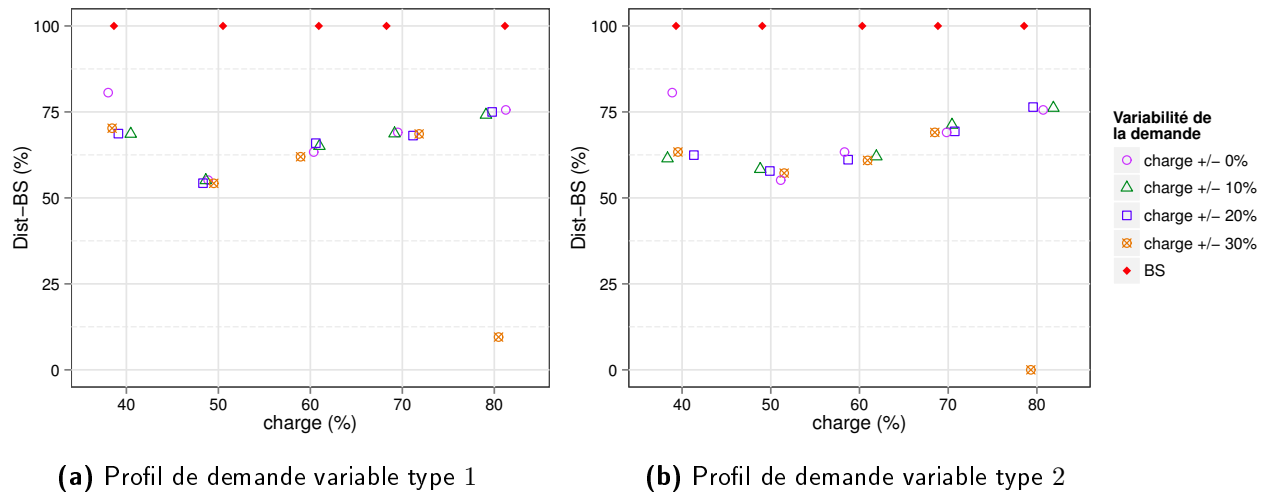 Dist−BS (%)
100
75
50
25
0
40 50 60 70 80
charge (%)
(a) Profil de demande variable type 1
Dist−BS (%)
100
75
50
25
0
40 50 60 70 80
charge (%)
(b) Profil de demande variable type 2
Variabilité de
la demande
charge +/− 0%
charge +/− 10%
charge +/− 20%
charge +/− 30%
BS